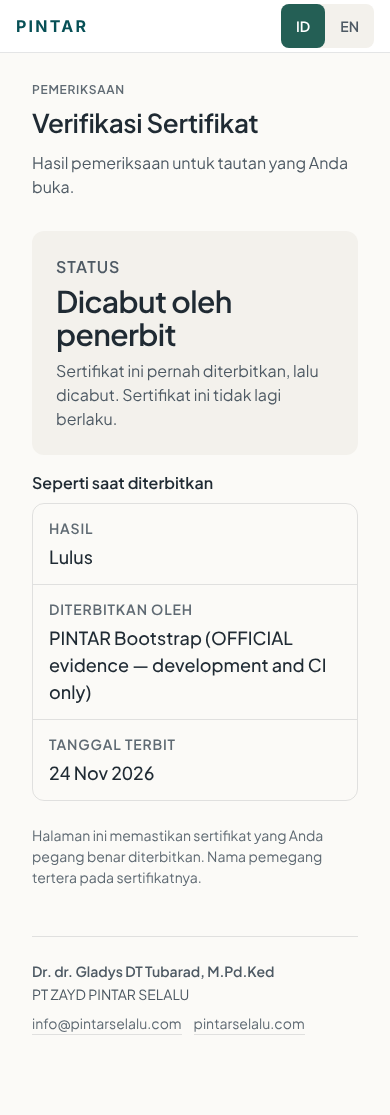 PINTAR
ID EN
PEMERIKSAAN
Verifikasi Sertifikat
Hasil pemeriksaan untuk tautan yang Anda
buka.
STATUS
Dicabut oleh
penerbit
Sertifikat ini pernah diterbitkan, lalu
dicabut. Sertifikat ini tidak lagi
berlaku.
Seperti saat diterbitkan
HASIL
Lulus
DITERBITKAN OLEH
PINTAR Bootstrap (OFFICIAL
evidence — development and CI
only)
TANGGAL TERBIT
24 Nov 2026
Halaman ini memastikan sertifikat yang Anda
pegang benar diterbitkan. Nama pemegang
tertera pada sertifikatnya.
Dr. dr. Gladys DT Tubarad, M.Pd.Ked
PT ZAYD PINTAR SELALU
info@pintarselalu.com pintarselalu.com